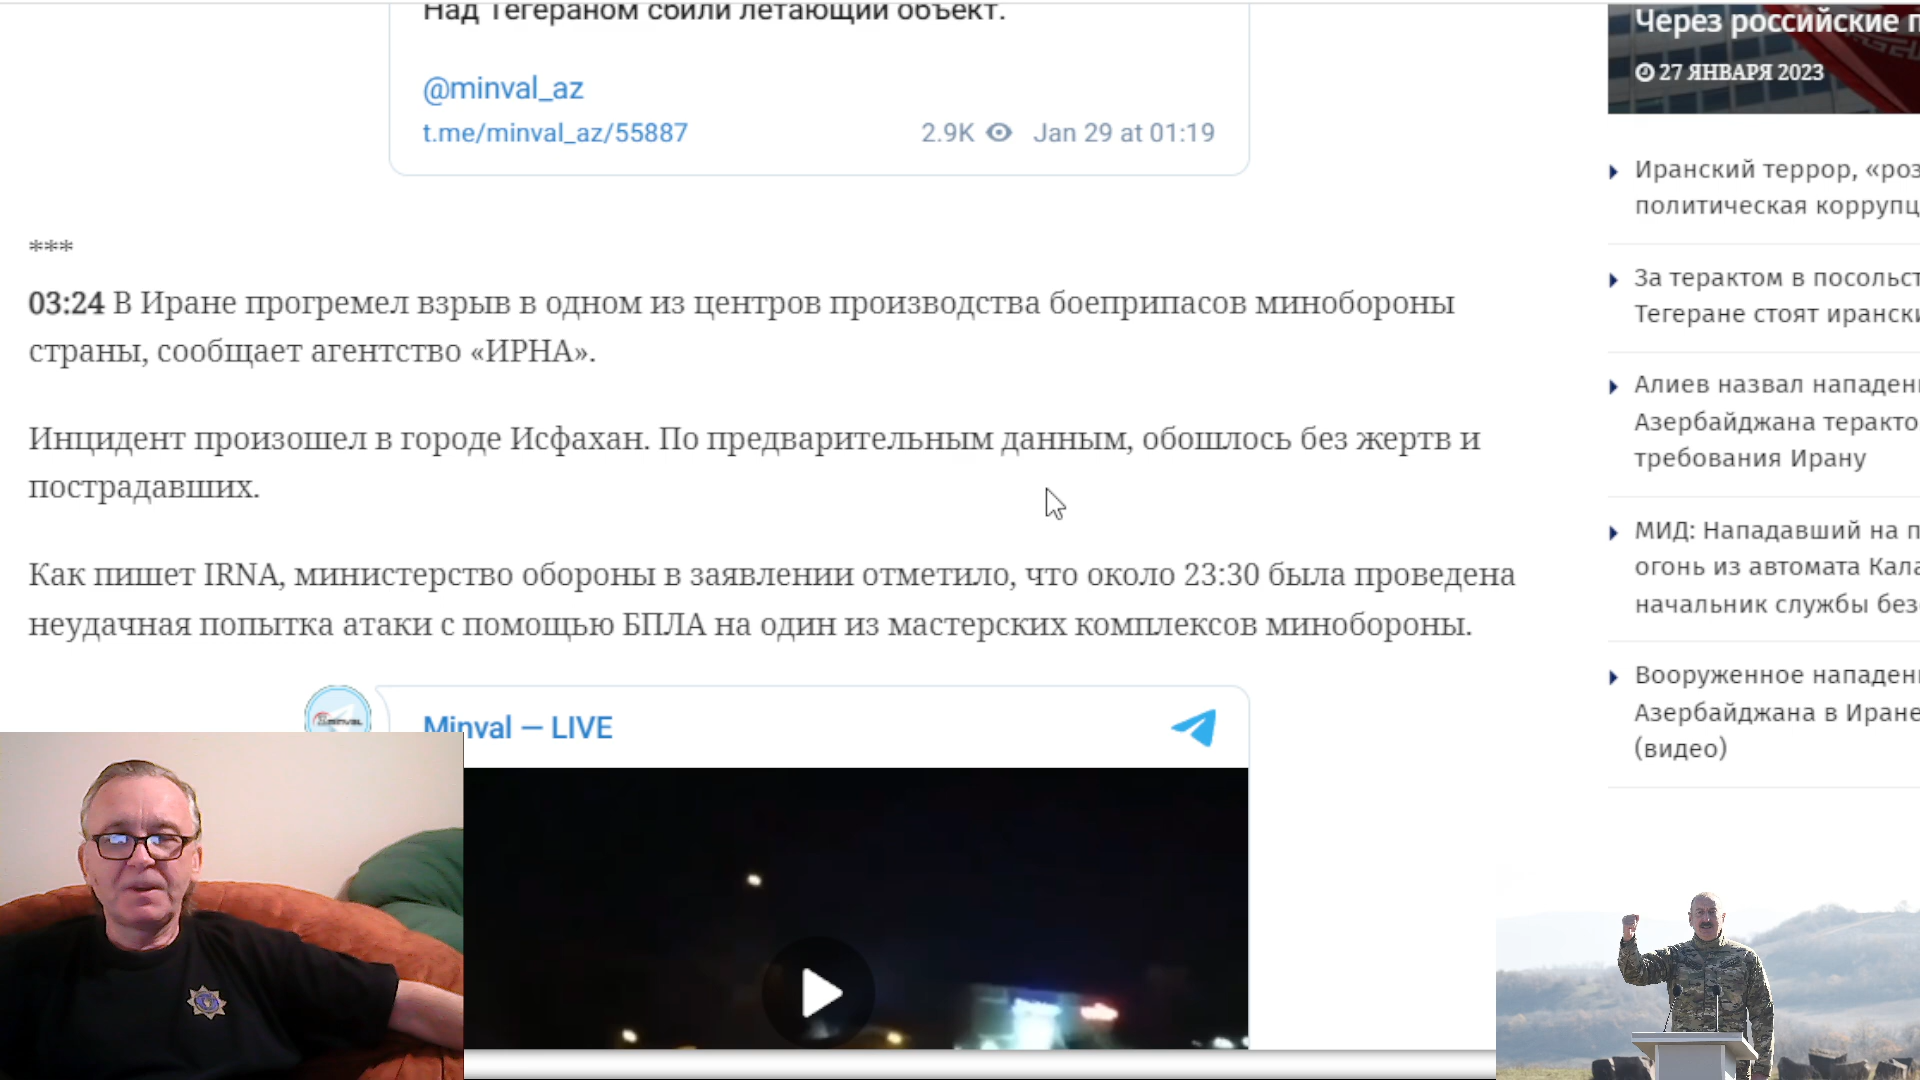 Над Тегераном сбили летающий объект.
@minval_az
t.me/minval_az/55887 2.9K Jan 29 at 01:19
***
03:24 В Иране прогремел взрыв в одном из центров производства боеприпасов минобороны
страны, сообщает агентство «ИРНА».
Инцидент произошел в городе Исфахан. По предварительным данным, обошлось без жертв и
пострадавших.
Как пишет IRNA, министерство обороны в заявлении отметило, что около 23:30 была проведена
неудачная попытка атаки с помощью БПЛА на один из мастерских комплексов минобороны.
Minval — LIVE
Через российские п
27 ЯНВАРЯ 2023
Иранский террор, «роз
политическая коррупц
За терактом в посольст
Тегеране стоят иранск
Алиев назвал нападен
Азербайджана теракто
требования Ирану
МИД: Нападавший на п
огонь из автомата Кала
начальник службы без
Вооруженное нападен
Азербайджана в Иране
(видео)